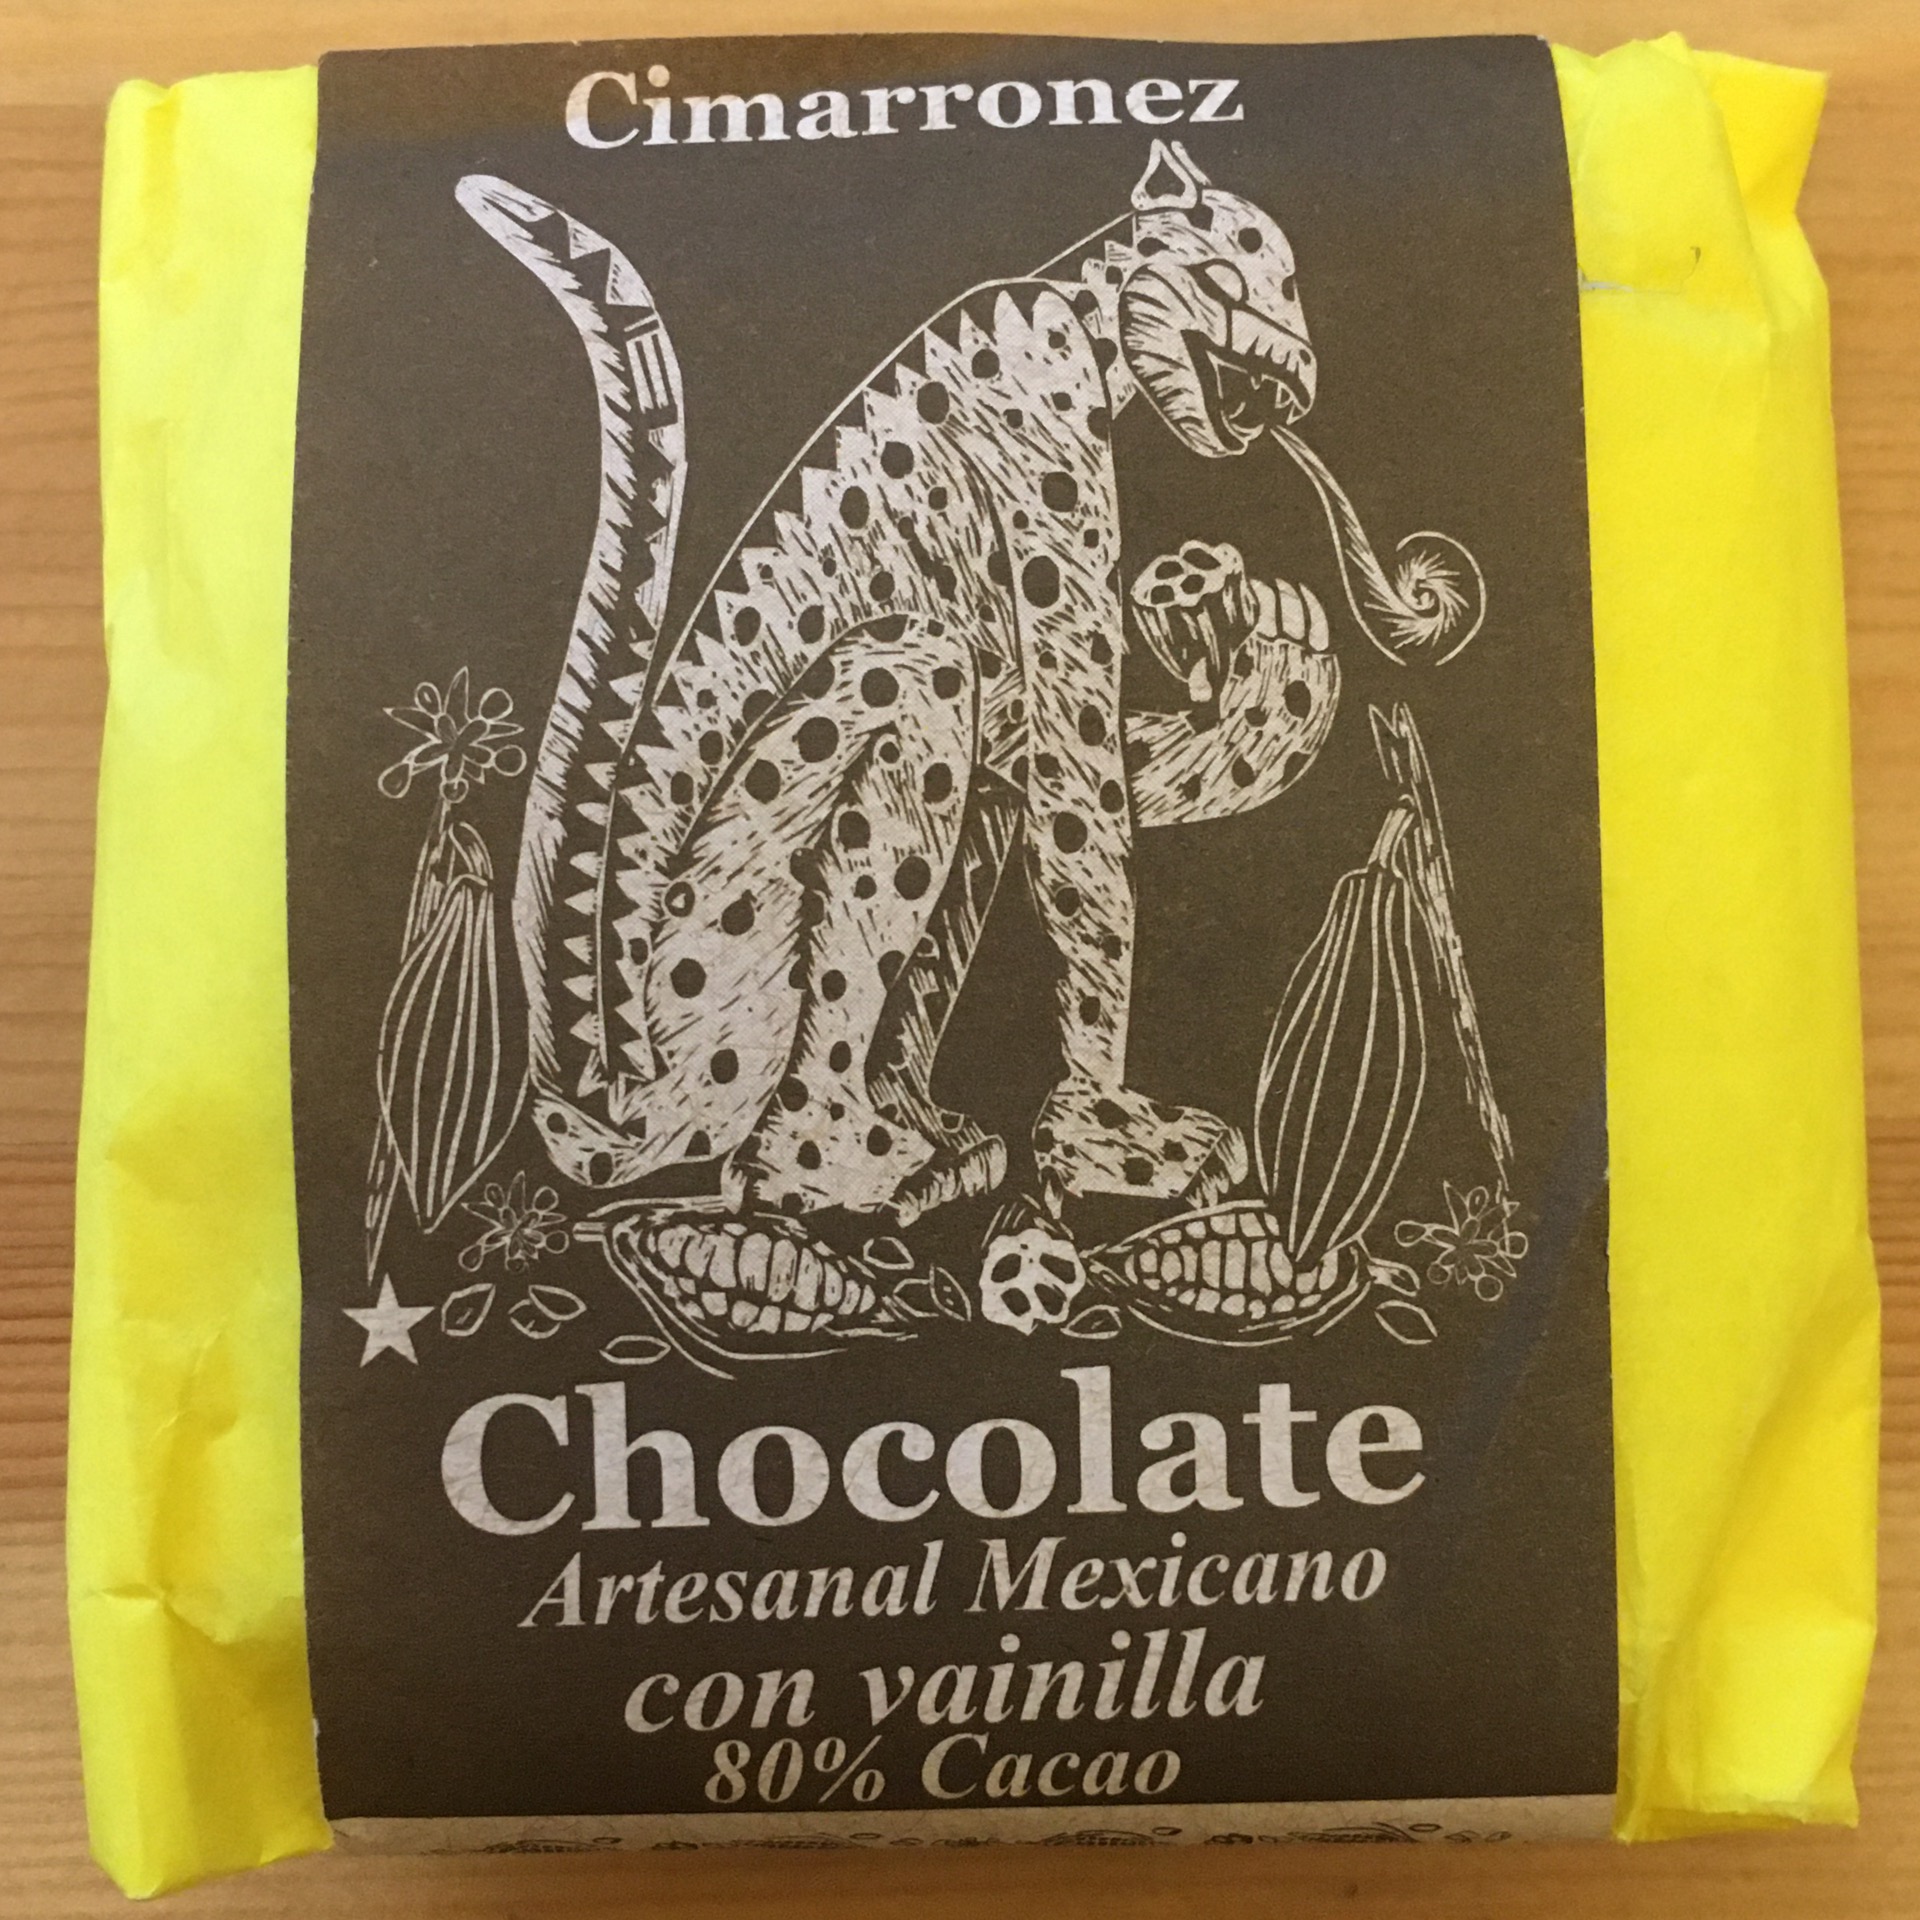 Cimarronez
Chocolate
Artesanal Mexicano
con vainilla
80% Cacao